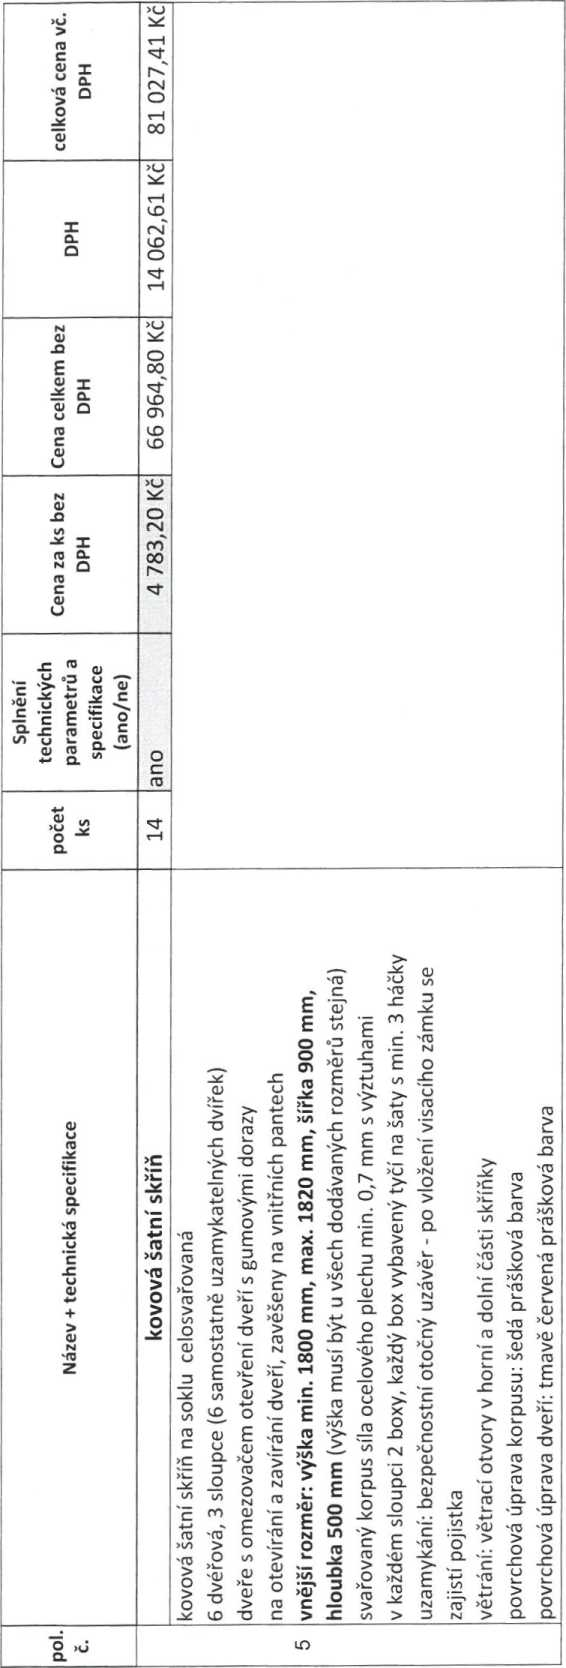 pol.
č.
Název + technická specifikace
počet
ks
Splnění
technických
parametrů a
specifikace
(ano/ne)
Cena za ks bez
DPH
Cena celkem bez
DPH
DPH
celková cena vč.
DPH
5
kovová šatní skříň
14
ano
4 783,20 Kč
66 964,80 Kč
14 062,61 Kč
81 027,41 Kč
kovová šatní skříň na soklu celosvařovaná
6 dvéřová, 3 sloupce (6 samostatně uzamykatelných dvířek)
dveře s omezovačem otevření dveří s gumovými dorazy
na otevírání a zavírání dveří, zavěšeny na vnitřních pantech
vnější rozměr: výška min. 1800 mm, max. 1820 mm, šířka 900 mm,
hloubka 500 mm (výška musí být u všech dodávaných rozměrů stejná)
svařovaný korpus síla ocelového plechu min. 0,7 mm s výztuhami
v každém sloupci 2 boxy, každý box vybavený tyčí na šaty s min. 3 háčky
uzamykání: bezpečnostní otočný uzávěr - po vložení visacího zámku se
zajistí pojistka
větrání: větrací otvory v horní a dolní části skříňky
povrchová úprava korpusu: šedá prášková barva
povrchová úprava dveří: tmavě červená prášková barva